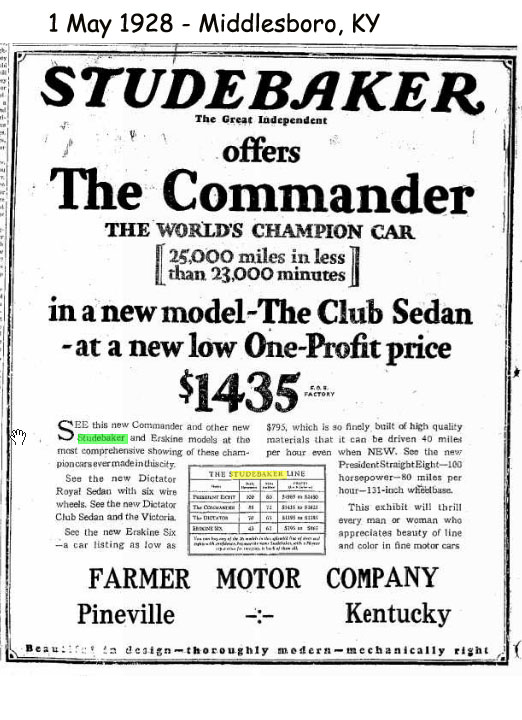 1 May 1928 - Middlesboro, KY
STUDEBAKER
The Great Independent
offers
The Commander
THE WORLD'S CHAMPION CAR
[25,000 miles in less
than 23,000 minutes]
in a new model-The Club Sedan
-at a new low One-Profit price
$1435 F.O.B. FACTORY
SEE this new Commander and other new
Studebaker and Erskine models at the
most comprehensive showing of these cham-
pion cars ever made in this city.
See the new Dictator
Royal Sedan with six wire
wheels. See the new Dictator
Club Sedan and the Victoria.
See the new Erskine Six
—a car listing as low as
$795, which is so finely built of high quality
materials that it can be driven 40 miles
per hour even when NEW. See the new
President Straight Eight—100
horsepower—80 miles per
hour—131-inch wheelbase.
This exhibit will thrill
every man or woman who
appreciates beauty of line
and color in fine motor cars
THE STUDEBAKER LINE
PRESIDENT EIGHT 100 80
THE COMMANDER
THE DICTATOR
ERSKINE SIX
FARMER MOTOR COMPANY
Pineville -:- Kentucky
Beautiful in design—thoroughly modern—mechanically right